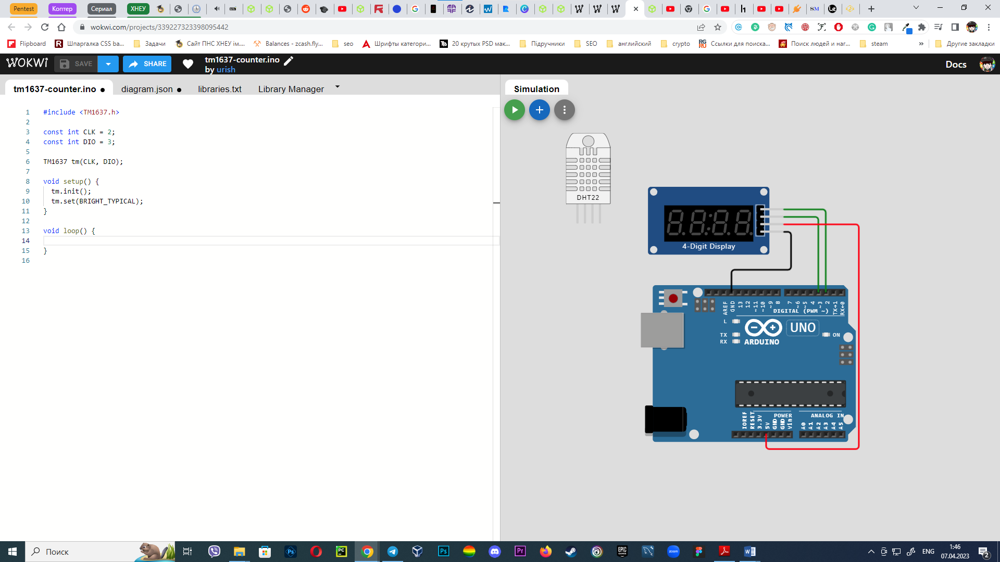 Pentest
Коптер
Сериал
ХНЕУ
wokwi.com/projects/339227323398095442
Flipboard
Шпаргалка CSS ba...
Задачи
Сайт ПНС ХНЕУ ім....
Balances - zcash.fly...
seo
Шрифты категори...
20 крутых PSD мак...
Підручники
SEO
английский
crypto
Ссылки для поиска...
Поиск людей и наг...
steam
»
Другие закладки
WOKWI
SAVE
SHARE
tm1637-counter.ino
by urish
Docs
tm1637-counter.ino ●
diagram.json ●
libraries.txt
Library Manager
Simulation
1 #include <TM1637.h>
2
3 const int CLK = 2;
4 const int DIO = 3;
5
6 TM1637 tm(CLK, DIO);
7
8 void setup() {
9 tm.init();
10 tm.set(BRIGHT_TYPICAL);
11 }
12
13 void loop() {
14
15 }
16
DHT22
4-Digit Display
AREF
GND
13
12
~11
~10
~9
8
7
~6
~5
4
~3
2
TX→1
RX←0
DIGITAL (PWM ~)
L
TX
RX
ARDUINO
UNO
ON
IOREF
RESET
3.3V
5V
GND
GND
Vin
POWER
ANALOG IN
A0
A1
A2
A3
A4
A5
Поиск
ENG
1:46
07.04.2023
2